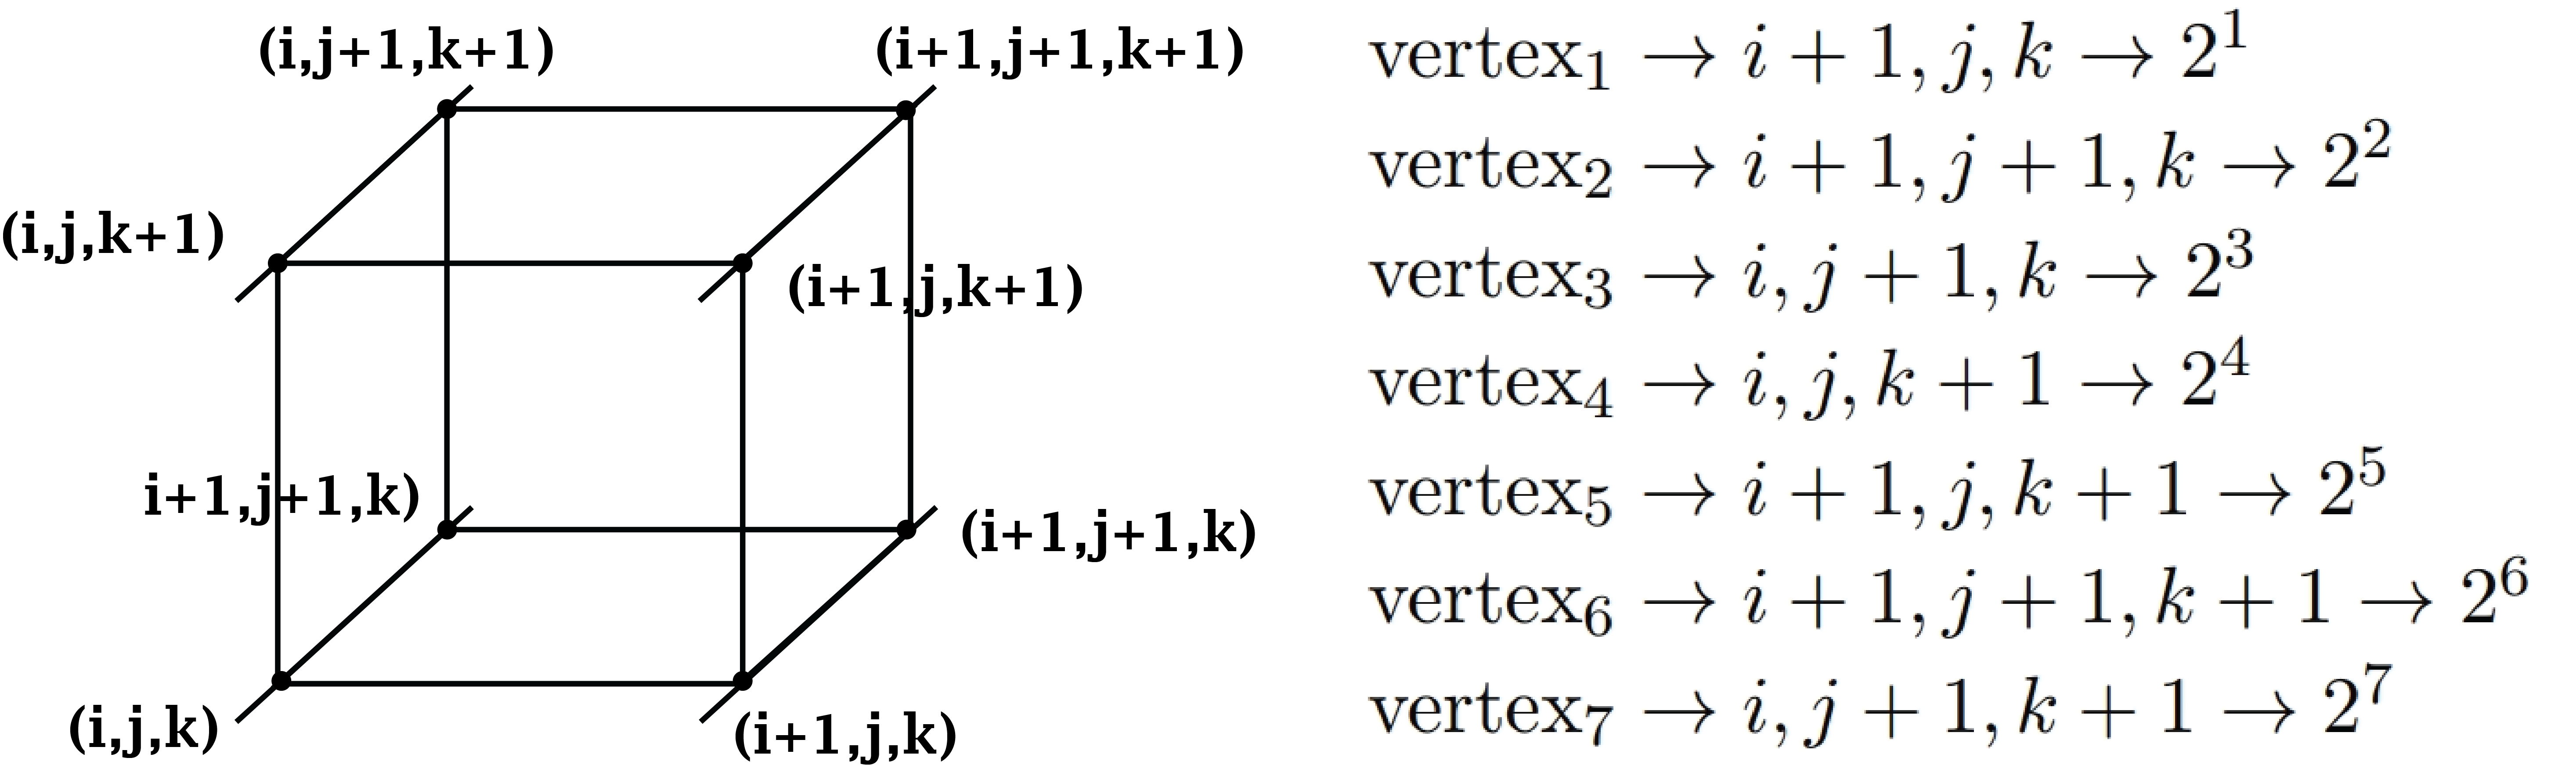 (i,j+1,k+1)
(i+1,j+1,k+1)
(i,j,k+1)
(i+1,j,k+1)
i+1,j+1,k)
(i+1,j+1,k)
(i,j,k)
(i+1,j,k)
vertex₁ → i + 1, j, k → 2¹
vertex₂ → i + 1, j + 1, k → 2²
vertex₃ → i, j + 1, k → 2³
vertex₄ → i, j, k + 1 → 2⁴
vertex₅ → i + 1, j, k + 1 → 2⁵
vertex₆ → i + 1, j + 1, k + 1 → 2⁶
vertex₇ → i, j + 1, k + 1 → 2⁷